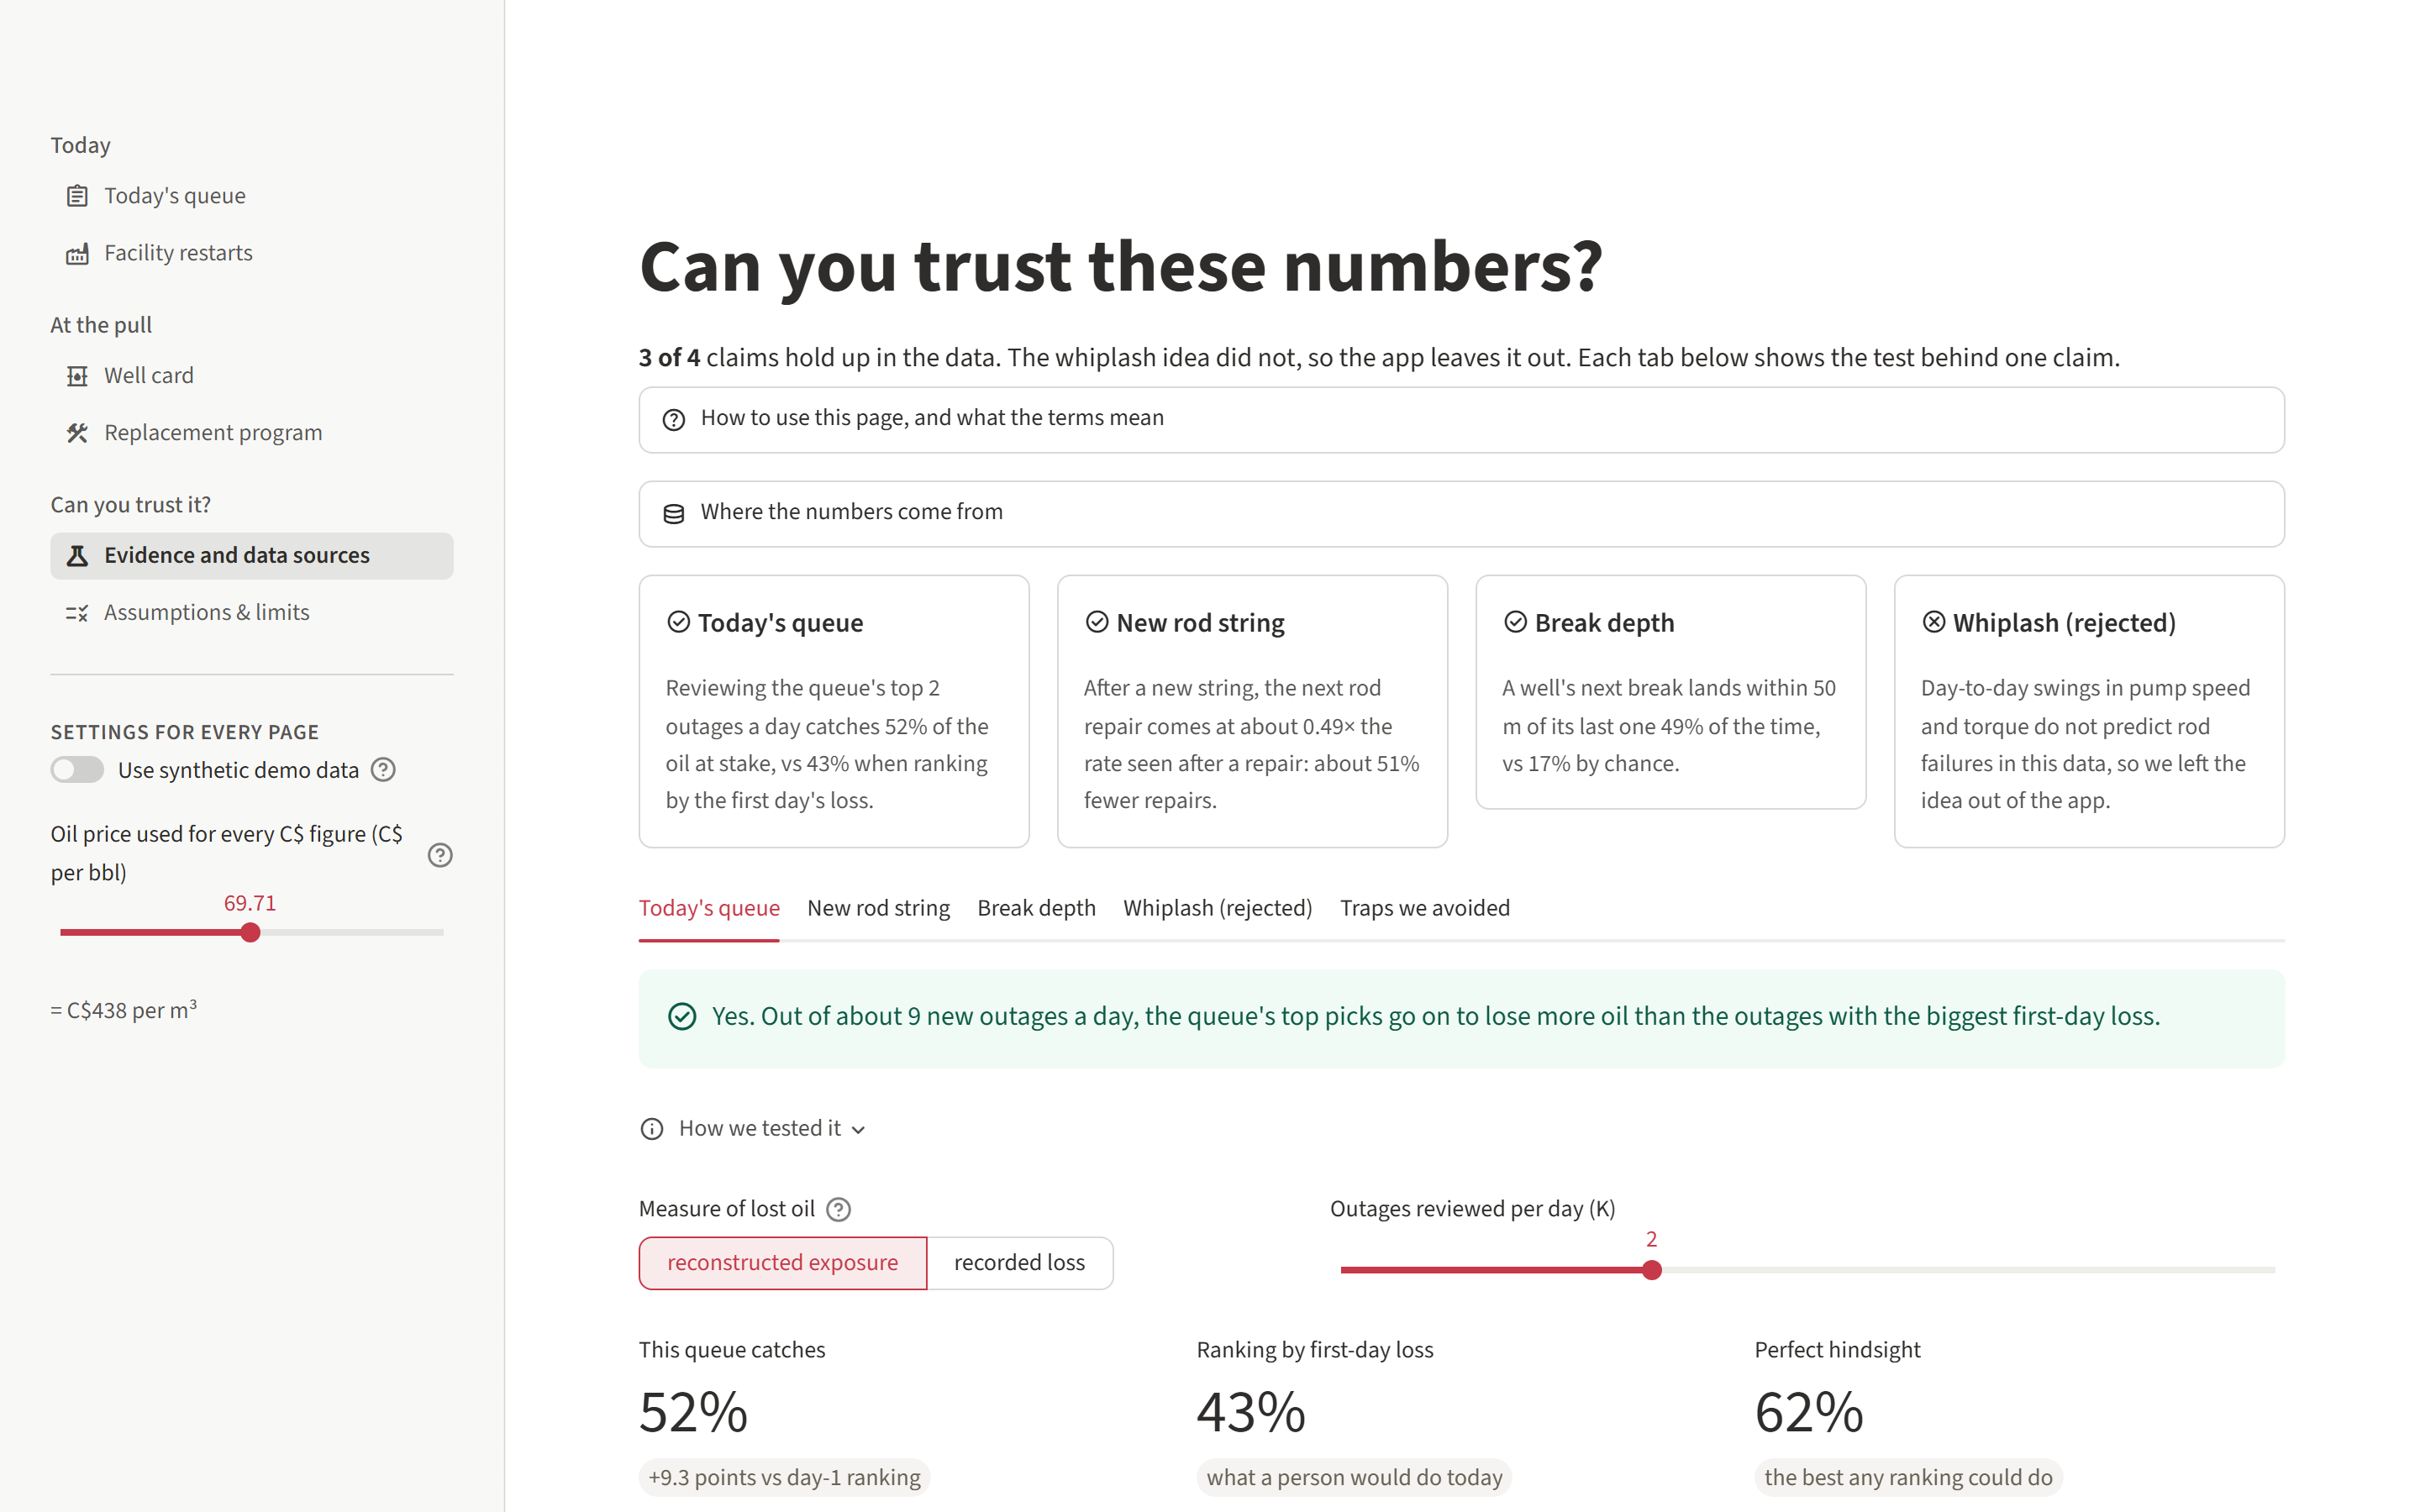 Today
Today's queue
Facility restarts
At the pull
Well card
Replacement program
Can you trust it?
Evidence and data sources
Assumptions & limits
SETTINGS FOR EVERY PAGE
Use synthetic demo data
Oil price used for every C$ figure (C$
per bbl)
69.71
= C$438 per m³
Can you trust these numbers?
3 of 4 claims hold up in the data. The whiplash idea did not, so the app leaves it out. Each tab below shows the test behind one claim.
How to use this page, and what the terms mean
Where the numbers come from
Today's queue
Reviewing the queue's top 2
outages a day catches 52% of the
oil at stake, vs 43% when ranking
by the first day's loss.
New rod string
After a new string, the next rod
repair comes at about 0.49× the
rate seen after a repair: about 51%
fewer repairs.
Break depth
A well's next break lands within 50
m of its last one 49% of the time,
vs 17% by chance.
Whiplash (rejected)
Day-to-day swings in pump speed
and torque do not predict rod
failures in this data, so we left the
idea out of the app.
Today's queue New rod string Break depth Whiplash (rejected) Traps we avoided
Yes. Out of about 9 new outages a day, the queue's top picks go on to lose more oil than the outages with the biggest first-day loss.
How we tested it
Measure of lost oil
reconstructed exposure recorded loss
Outages reviewed per day (K)
2
This queue catches
52%
+9.3 points vs day-1 ranking
Ranking by first-day loss
43%
what a person would do today
Perfect hindsight
62%
the best any ranking could do